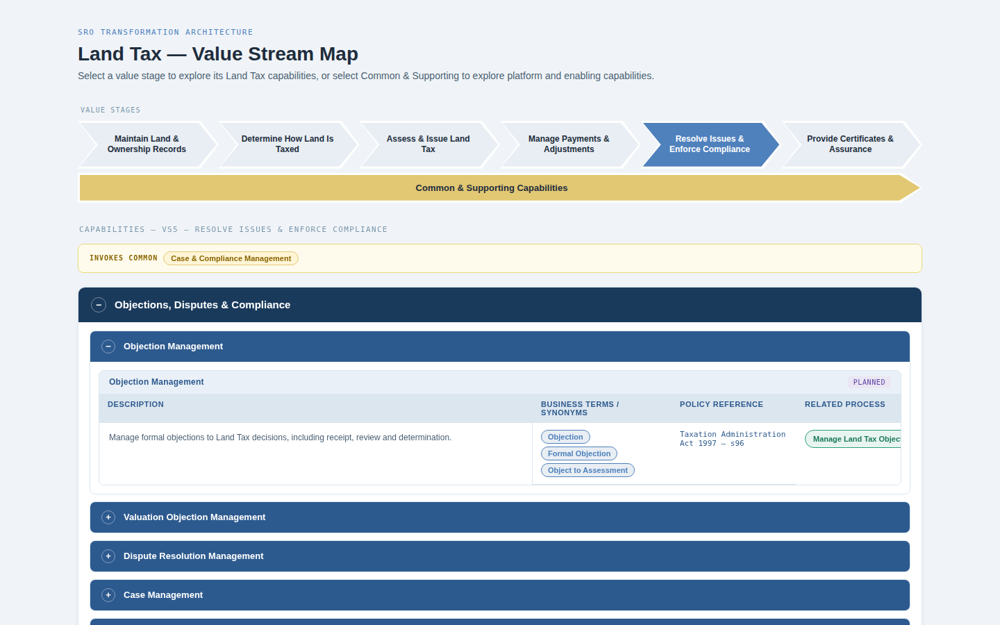 SRO TRANSFORMATION ARCHITECTURE
Land Tax — Value Stream Map
Select a value stage to explore its Land Tax capabilities, or select Common & Supporting to explore platform and enabling capabilities.
VALUE STAGES
Maintain Land &
Ownership Records
Determine How Land Is
Taxed
Assess & Issue Land
Tax
Manage Payments &
Adjustments
Resolve Issues &
Enforce Compliance
Provide Certificates &
Assurance
Common & Supporting Capabilities
CAPABILITIES — VS5 — RESOLVE ISSUES & ENFORCE COMPLIANCE
INVOKES COMMON Case & Compliance Management
− Objections, Disputes & Compliance
− Objection Management
Objection Management PLANNED
DESCRIPTION
BUSINESS TERMS /
SYNONYMS
POLICY REFERENCE
RELATED PROCESS
Manage formal objections to Land Tax decisions, including receipt, review and determination.
Objection
Formal Objection
Object to Assessment
Taxation Administration
Act 1997 — s96
Manage Land Tax Object
+ Valuation Objection Management
+ Dispute Resolution Management
+ Case Management